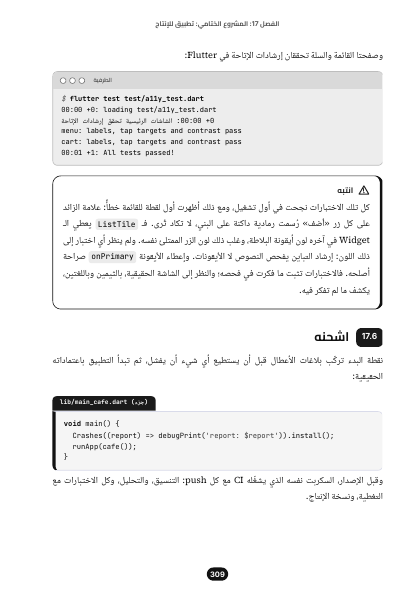 الفصل 17: المشروع الختامي: تطبيق للإنتاج
وصفحتا القائمة والسلة تحققان إرشادات الإتاحة في Flutter:
الطرفية
$ flutter test test/a11y_test.dart
00:00 +0: loading test/a11y_test.dart
00:00 +0: الشاشات الرئيسية تحقق إرشادات الإتاحة
menu: labels, tap targets and contrast pass
cart: labels, tap targets and contrast pass
00:01 +1: All tests passed!
انتبه
كل تلك الاختبارات نجحت في أول تشغيل، ومع ذلك أظهرت أول لقطة للقائمة خطأً: علامة الزائد
على كل زر «أضف» رُسمت رمادية داكنة على البني، لا تكاد تُرى. فـ ListTile يعطي الـ
Widget في آخره لون أيقونة البلاطة، وغلب ذلك لون الزر الممتلئ نفسه. ولم ينظر أي اختبار إلى
ذلك اللون: إرشاد التباين يفحص النصوص لا الأيقونات. وإعطاء الأيقونة onPrimary صراحة
أصلحه. فالاختبارات تثبت ما فكرت في فحصه؛ والنظر إلى الشاشة الحقيقية، بالثيمين وباللغتين،
يكشف ما لم تفكر فيه.
17.6 اشحنه
نقطة البدء تركّب بلاغات الأعطال قبل أن يستطيع أي شيء أن يفشل، ثم تبدأ التطبيق باعتماداته
الحقيقية:
lib/main_cafe.dart (جزء)
void main() {
  Crashes((report) => debugPrint('report: $report')).install();
  runApp(cafe());
}
وقبل الإصدار، السكربت نفسه الذي يشغّله CI مع كل push: التنسيق، والتحليل، وكل الاختبارات مع
التغطية، ونسخة الإنتاج.
309